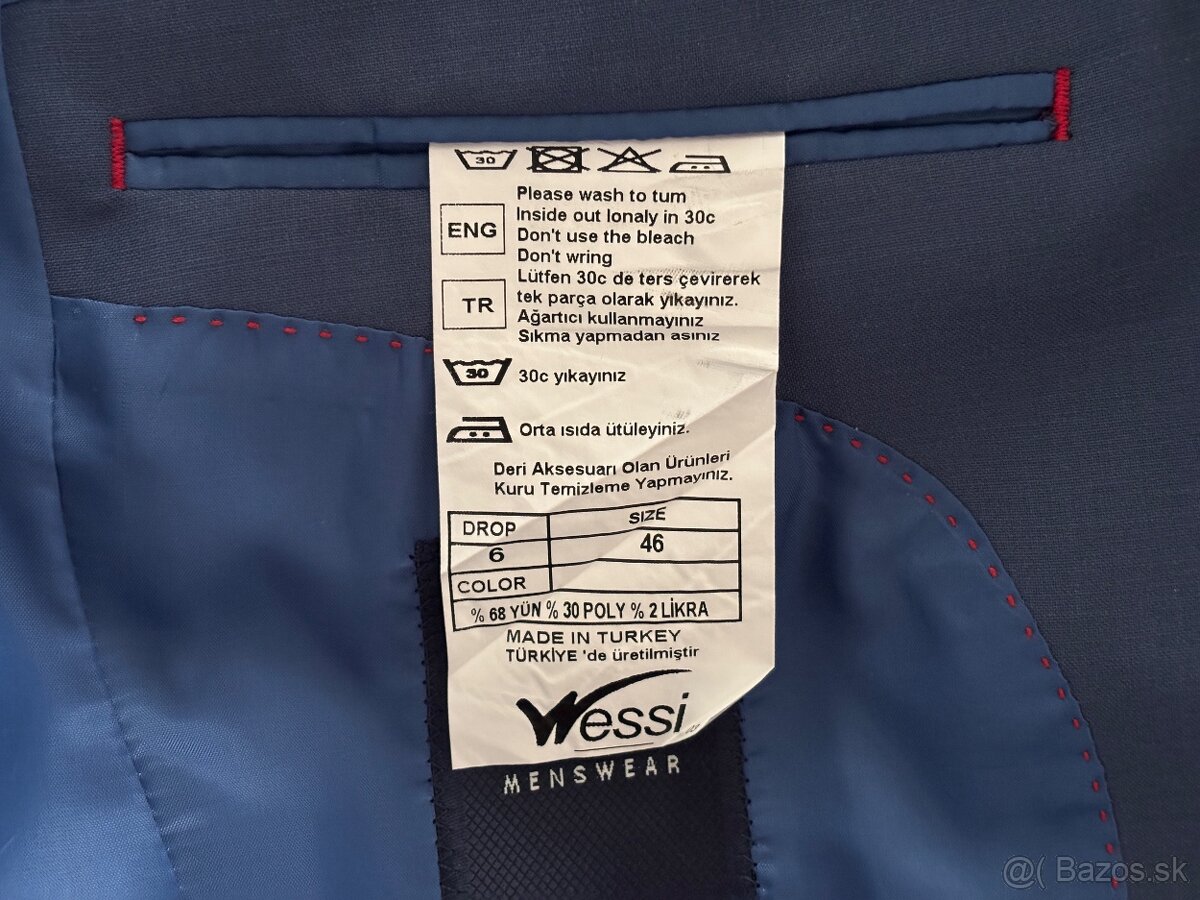 30
Please wash to tum
Inside out lonaly in 30c
ENG
Don't use the bleach
Don't wring
Lütfen 30c de ters çevirerek
TR
tek parça olarak yıkayınız.
Ağartıcı kullanmayınız
Sıkma yapmadan asınız
30 30c yıkayınız
Orta ısıda ütüleyiniz.
Deri Aksesuarı Olan Ürünleri
Kuru Temizleme Yapmayınız.
DROP SIZE
6 46
COLOR
% 68 YÜN % 30 POLY % 2 LİKRA
MADE IN TURKEY
TÜRKİYE 'de üretilmiştir
Wessi
MENSWEAR
@( Bazos.sk